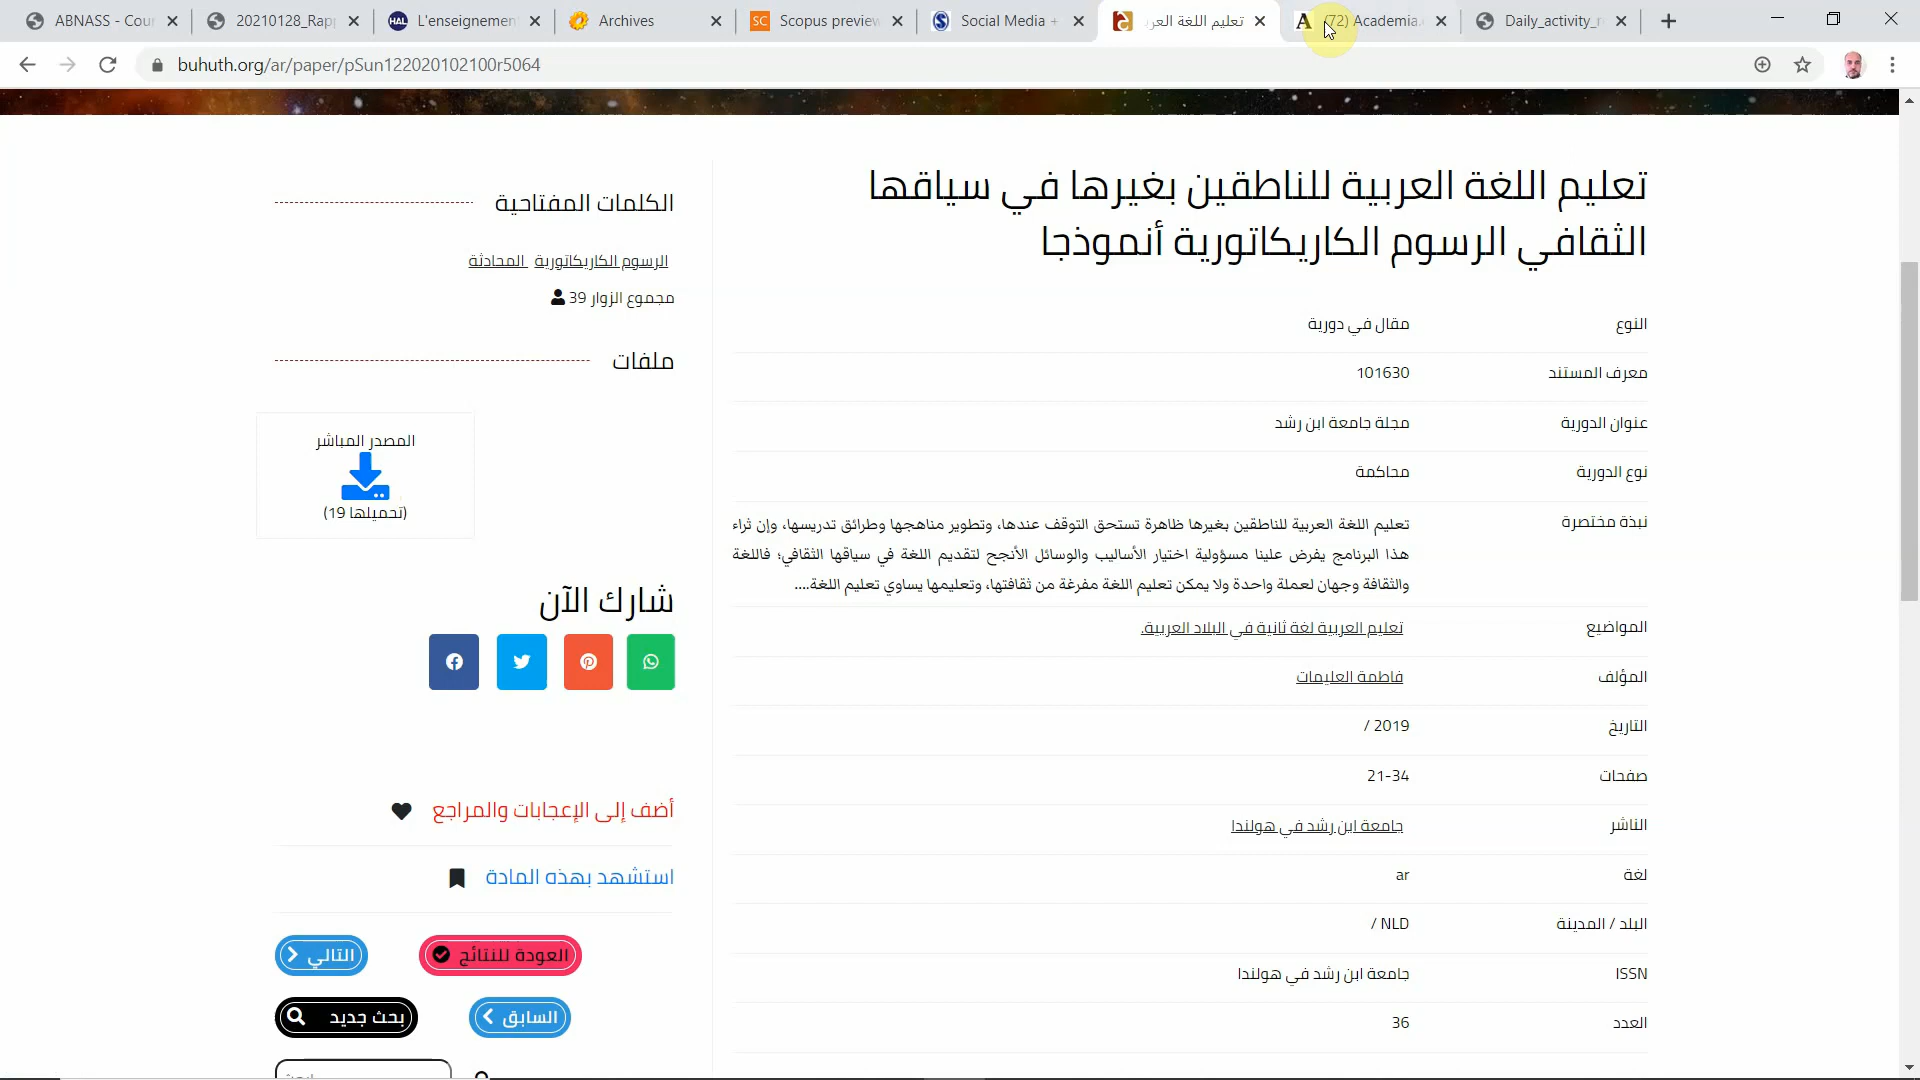 ABNASS - Cour
20210128_Rap
L'enseignemen
Archives
Scopus preview
Social Media +
تعليم اللغة العر
(72) Academia.
Daily_activity_r
buhuth.org/ar/paper/pSun122020102100r5064
تعليم اللغة العربية للناطقين بغيرها في سياقها
الثقافي الرسوم الكاريكاتورية أنموذجا
النوع مقال في دورية
معرف المستند 101630
عنوان الدورية مجلة جامعة ابن رشد
نوع الدورية محاكمة
نبذة مختصرة تعليم اللغة العربية للناطقين بغيرها ظاهرة تستحق التوقف عندها، وتطوير مناهجها وطرائق تدريسها، وإن ثراء
هذا البرنامج يفرض علينا مسؤولية اختيار الأساليب والوسائل الأنجح لتقديم اللغة في سياقها الثقافي؛ فاللغة
والثقافة وجهان لعملة واحدة ولا يمكن تعليم اللغة مفرغة من ثقافتها، وتعليمها يساوي تعليم اللغة....
المواضيع تعليم العربية لغة ثانية في البلاد العربية.
المؤلف فاطمة العليمات
التاريخ 2019 /
صفحات 21-34
الناشر جامعة ابن رشد في هولندا
لغة ar
البلد / المدينة NLD /
ISSN جامعة ابن رشد في هولندا
العدد 36
الكلمات المفتاحية
الرسوم الكاريكاتورية المحادثة
مجموع الزوار 39
ملفات
المصدر المباشر
(تحميلها 19)
شارك الآن
أضف إلى الإعجابات والمراجع
استشهد بهذه المادة
العودة للنتائج
التالي
السابق
بحث جديد